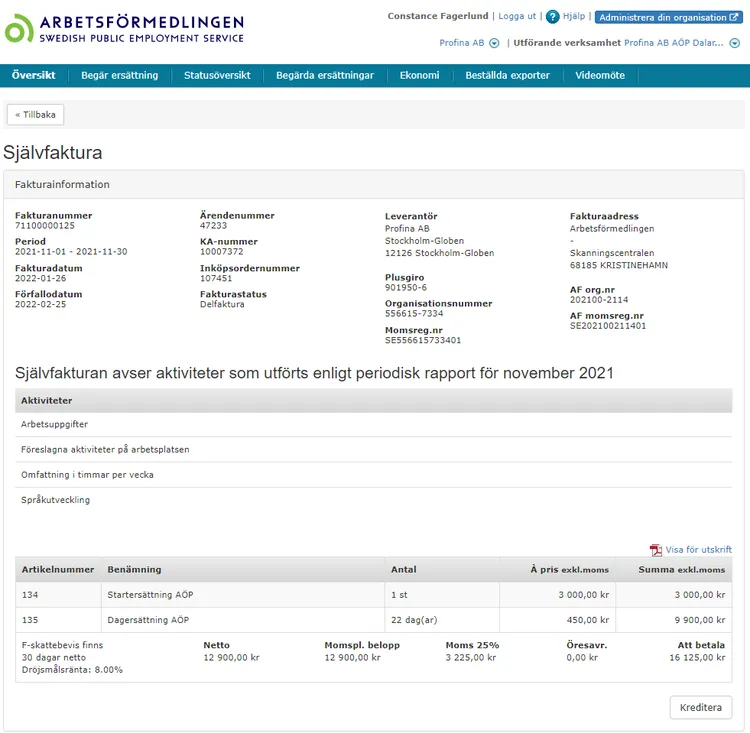 ARBETSFÖRMEDLINGEN
SWEDISH PUBLIC EMPLOYMENT SERVICE
Constance Fagerlund | Logga ut | ? Hjälp | Administrera din organisation
Profina AB | Utförande verksamhet Profina AB AÖP Dalar...
Översikt Begär ersättning Statusöversikt Begärda ersättningar Ekonomi Beställda exporter Videomöte
« Tillbaka
Självfaktura
Fakturainformation
Fakturanummer
71100000125
Period
2021-11-01 - 2021-11-30
Fakturadatum
2022-01-26
Förfallodatum
2022-02-25
Ärendenummer
47233
KA-nummer
10007372
Inköpsordernummer
107451
Fakturastatus
Delfaktura
Leverantör
Profina AB
Stockholm-Globen
12126 Stockholm-Globen
Plusgiro
901950-6
Organisationsnummer
556615-7334
Momsreg.nr
SE556615733401
Fakturaadress
Arbetsförmedlingen
-
Skanningscentralen
68185 KRISTINEHAMN
AF org.nr
202100-2114
AF momsreg.nr
SE202100211401
Självfakturan avser aktiviteter som utförts enligt periodisk rapport för november 2021
Aktiviteter
Arbetsuppgifter
Föreslagna aktiviteter på arbetsplatsen
Omfattning i timmar per vecka
Språkutveckling
Visa för utskrift
Artikelnummer Benämning Antal À pris exkl.moms Summa exkl.moms
134 Startersättning AÖP 1 st 3 000,00 kr 3 000,00 kr
135 Dagersättning AÖP 22 dag(ar) 450,00 kr 9 900,00 kr
F-skattebevis finns Netto Momspl. belopp Moms 25% Öresavr. Att betala
30 dagar netto 12 900,00 kr 12 900,00 kr 3 225,00 kr 0,00 kr 16 125,00 kr
Dröjsmålsränta: 8.00%
Kreditera